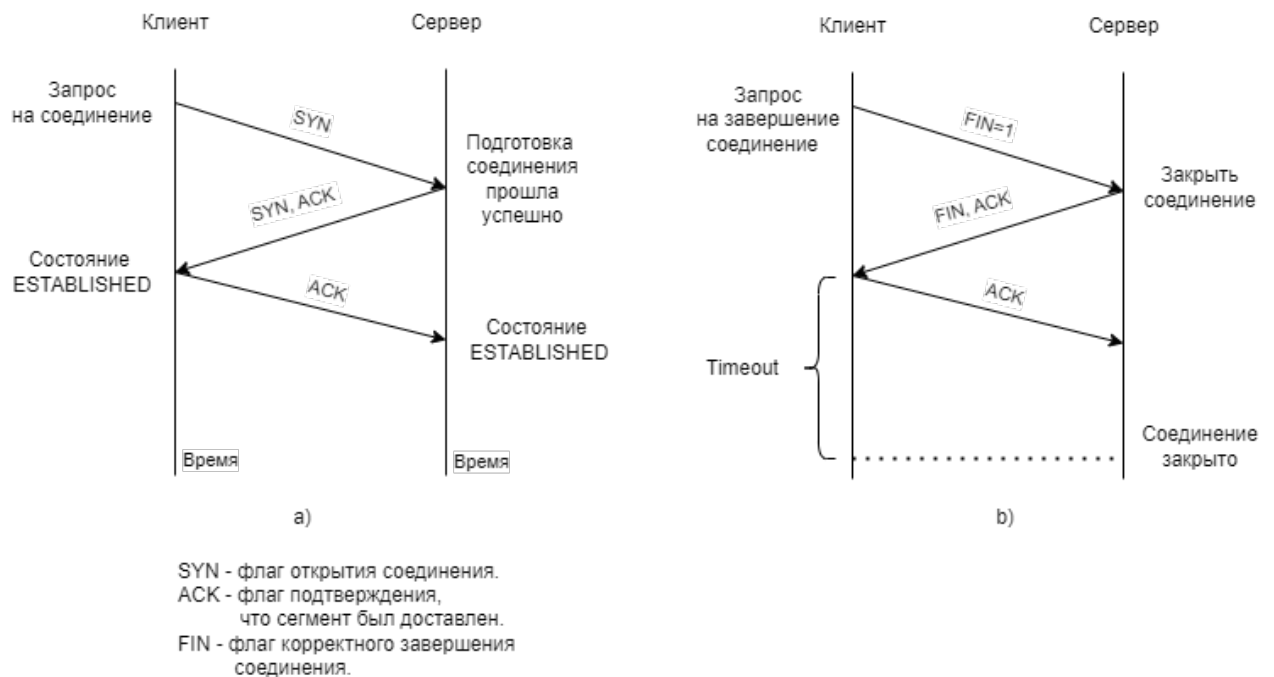 Клиент
Сервер
Запрос
на соединение
SYN
Подготовка
соединения
прошла
успешно
SYN, ACK
Состояние
ESTABLISHED
ACK
Состояние
ESTABLISHED
Время
Время
a)
Клиент
Сервер
Запрос
на завершение
соединение
FIN=1
Закрыть
соединение
FIN, ACK
ACK
Timeout
Соединение
закрыто
b)
SYN - флаг открытия соединения.
ACK - флаг подтверждения,
что сегмент был доставлен.
FIN - флаг корректного завершения
соединения.